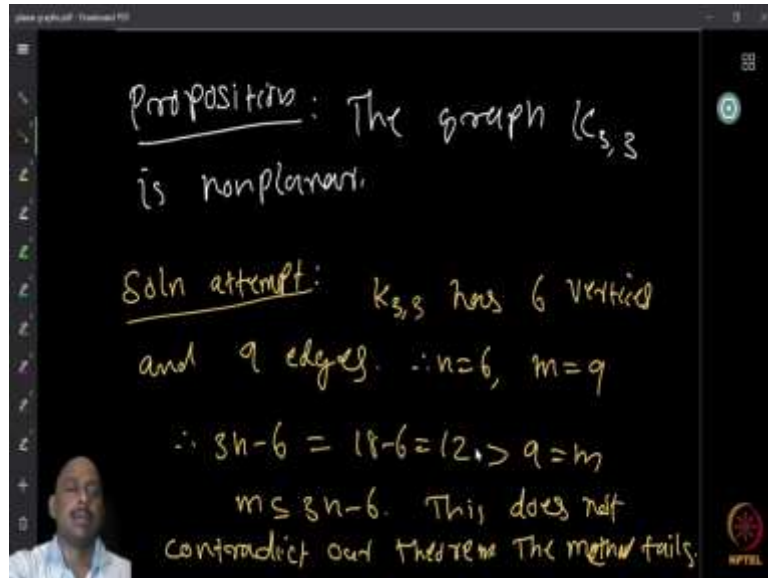 Proposition: The graph K3,3
is nonplanar.
Soln attempt: K3,3 has 6 vertices
and 9 edges. ∴ n=6, m=9
∴ 3n-6 = 18-6=12 > 9 = m
m ≤ 3n-6. This does not
contradict our theorem The method fails.
NPTEL